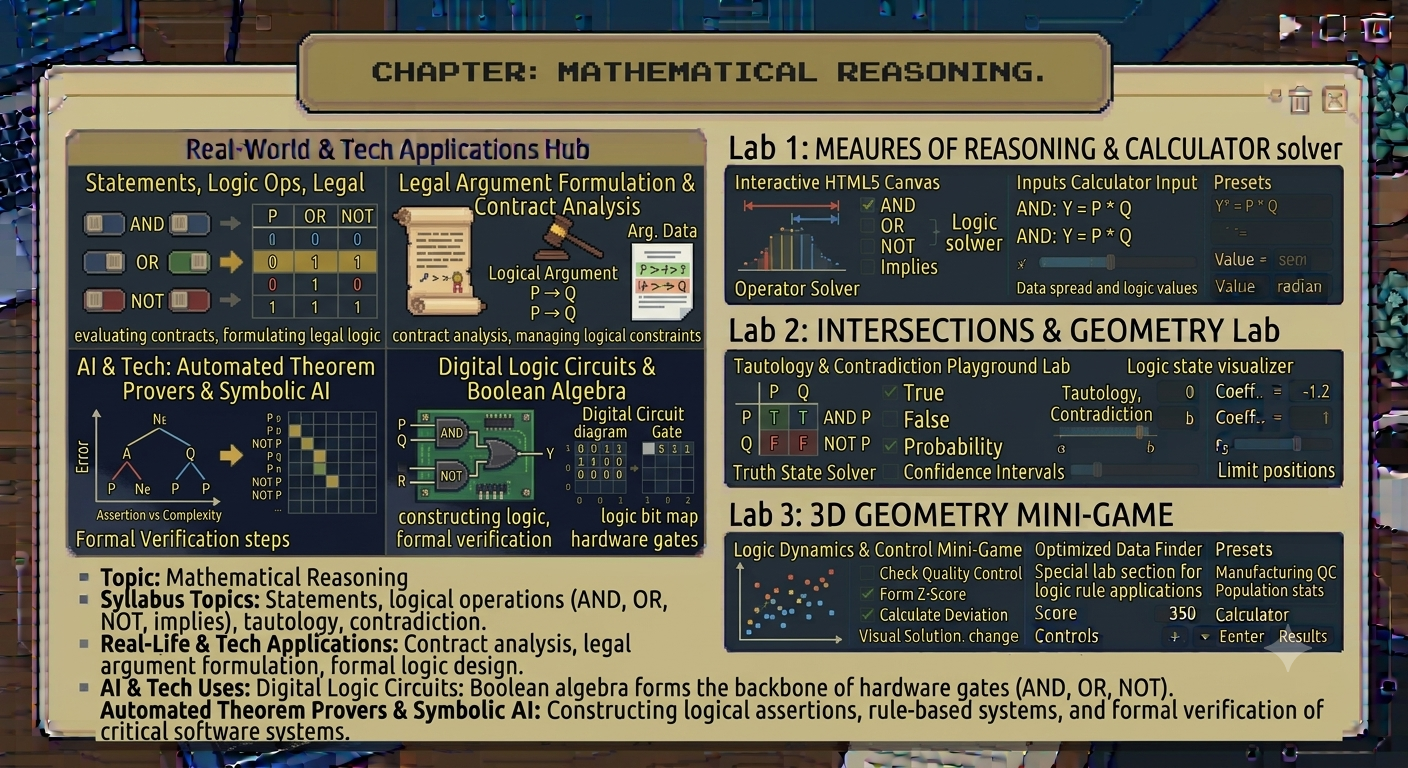 CHAPTER: MATHEMATICAL REASONING.
Real-World & Tech Applications Hub
Statements, Logic Ops, Legal
AND
OR
NOT
P OR NOT
0 0 0
0 1 1
0 1 0
1 1 1
evaluating contracts, formulating legal logic
Legal Argument Formulation &
Contract Analysis
Arg. Data
Logical Argument
P → Q
P → Q
contract analysis, managing logical constraints
AI & Tech: Automated Theorem
Provers & Symbolic AI
Error
Nε
A Q
P Ne P P
P 0
P b
NOT P
P q
P n
NOT P
NOT P
...
Assertion vs Complexity
Formal Verification steps
Digital Logic Circuits &
Boolean Algebra
P
Q
R
AND
NOT
Y
Digital Circuit
diagram Gate
constructing logic,
formal verification
logic bit map
hardware gates
Topic: Mathematical Reasoning
Syllabus Topics: Statements, logical operations (AND, OR,
NOT, implies), tautology, contradiction.
Real-Life & Tech Applications: Contract analysis, legal
argument formulation, formal logic design.
AI & Tech Uses: Digital Logic Circuits: Boolean algebra forms the backbone of hardware gates (AND, OR, NOT).
Automated Theorem Provers & Symbolic AI: Constructing logical assertions, rule-based systems, and formal verification of
critical software systems.
Lab 1: MEAURES OF REASONING & CALCULATOR solver
Interactive HTML5 Canvas
AND
OR
NOT
Implies
Logic
solwer
Operator Solver
Inputs Calculator Input
AND: Y = P * Q
AND: Y = P * Q
Data spread and logic values
Presets
Value = sem
Value radian
Lab 2: INTERSECTIONS & GEOMETRY Lab
Tautology & Contradiction Playground Lab
P Q
P T T AND P
Q F F NOT P
Truth State Solver
True
False
Probability
Confidence Intervals
Logic state visualizer
Tautology, 0
Contradiction b
a b
Coeff.. = -1.2
Coeff.. = 1
Limit positions
Lab 3: 3D GEOMETRY MINI-GAME
Logic Dynamics & Control Mini-Game
Check Quality Control
Form Z-Score
Calculate Deviation
Visual Solution. change
Optimized Data Finder
Special lab section for
logic rule applications
Score 350
Controls +
Presets
Manufacturing QC
Population stats
Calculator
Eenter Results